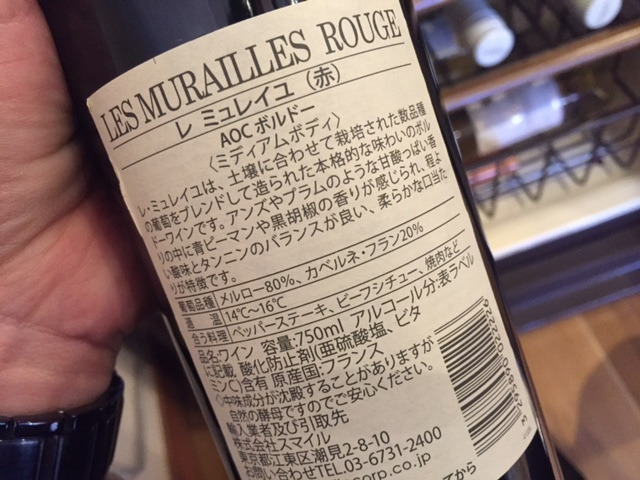 LES MURAILLES ROUGE
レ ミュレイユ（赤）
AOC ボルドー
〈ミディアムボディ〉
レ・ミュレイユは、土壌に合わせて栽培された数品種
の葡萄をブレンドして造られた本格的な味わいのボル
ドーワインです。アンズやプラムのような甘酸っぱい香
りの中に青ピーマンや黒胡椒の香りが感じられ、程よ
い酸味とタンニンのバランスが良い、柔らかな口当た
りが特徴です。
葡萄品種 メルロー80%、カベルネ・フラン20%
適 温 14℃～16℃
合う料理 ペッパーステーキ、ビーフシチュー、焼肉など
品名:ワイン 容量:750ml アルコール分:表ラベル
に記載 酸化防止剤(亜硫酸塩、ビタ
ミンC)含有 原産国:フランス
◇中味成分が沈殿することがありますが
自然の酵母ですのでご安心ください。
輸入業者及び引取先
株式会社スマイル
東京都江東区潮見2-8-10
お問い合わせTEL.03-6731-2400
corp.co.jp
てから